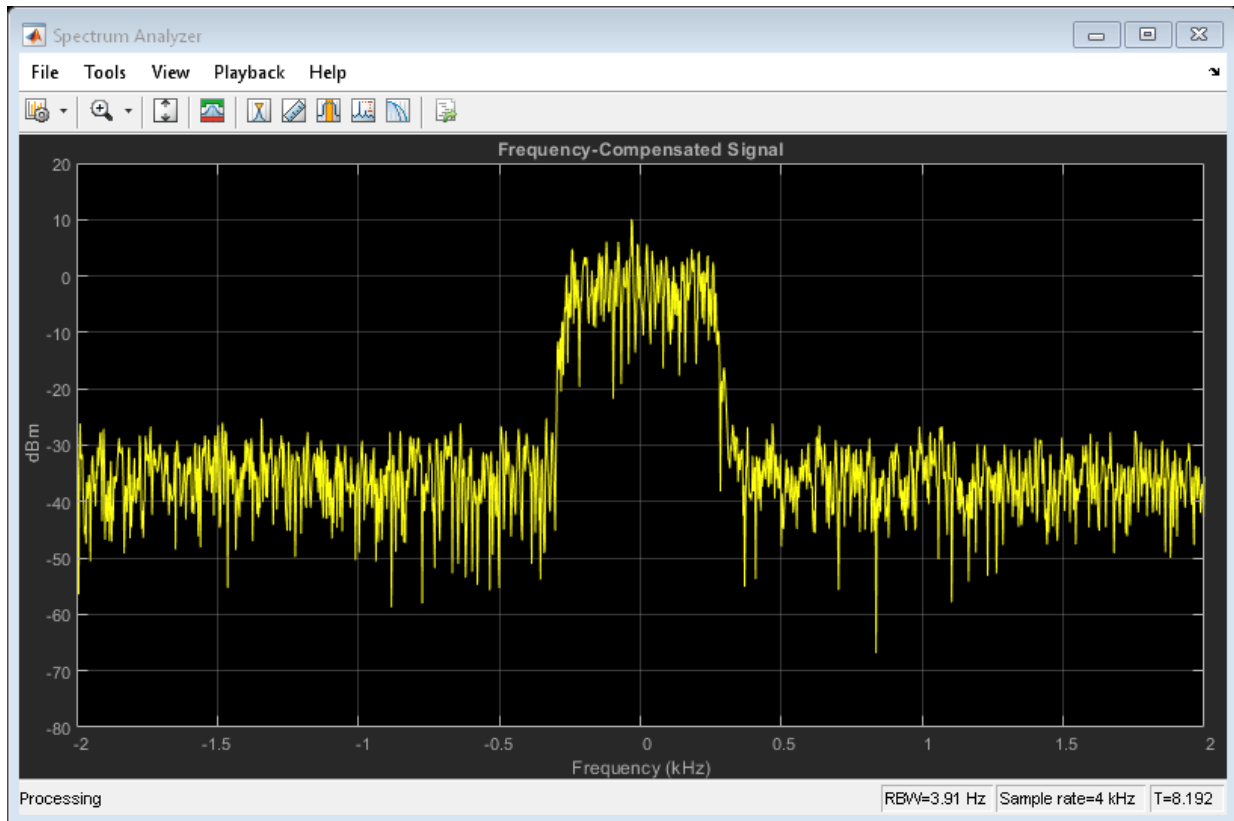 Spectrum Analyzer
File Tools View Playback Help
Frequency-Compensated Signal
20
10
0
-10
-20
-30
-40
-50
-60
-70
-80
dBm
-2 -1.5 -1 -0.5 0 0.5 1 1.5 2
Frequency (kHz)
Processing RBW=3.91 Hz Sample rate=4 kHz T=8.192